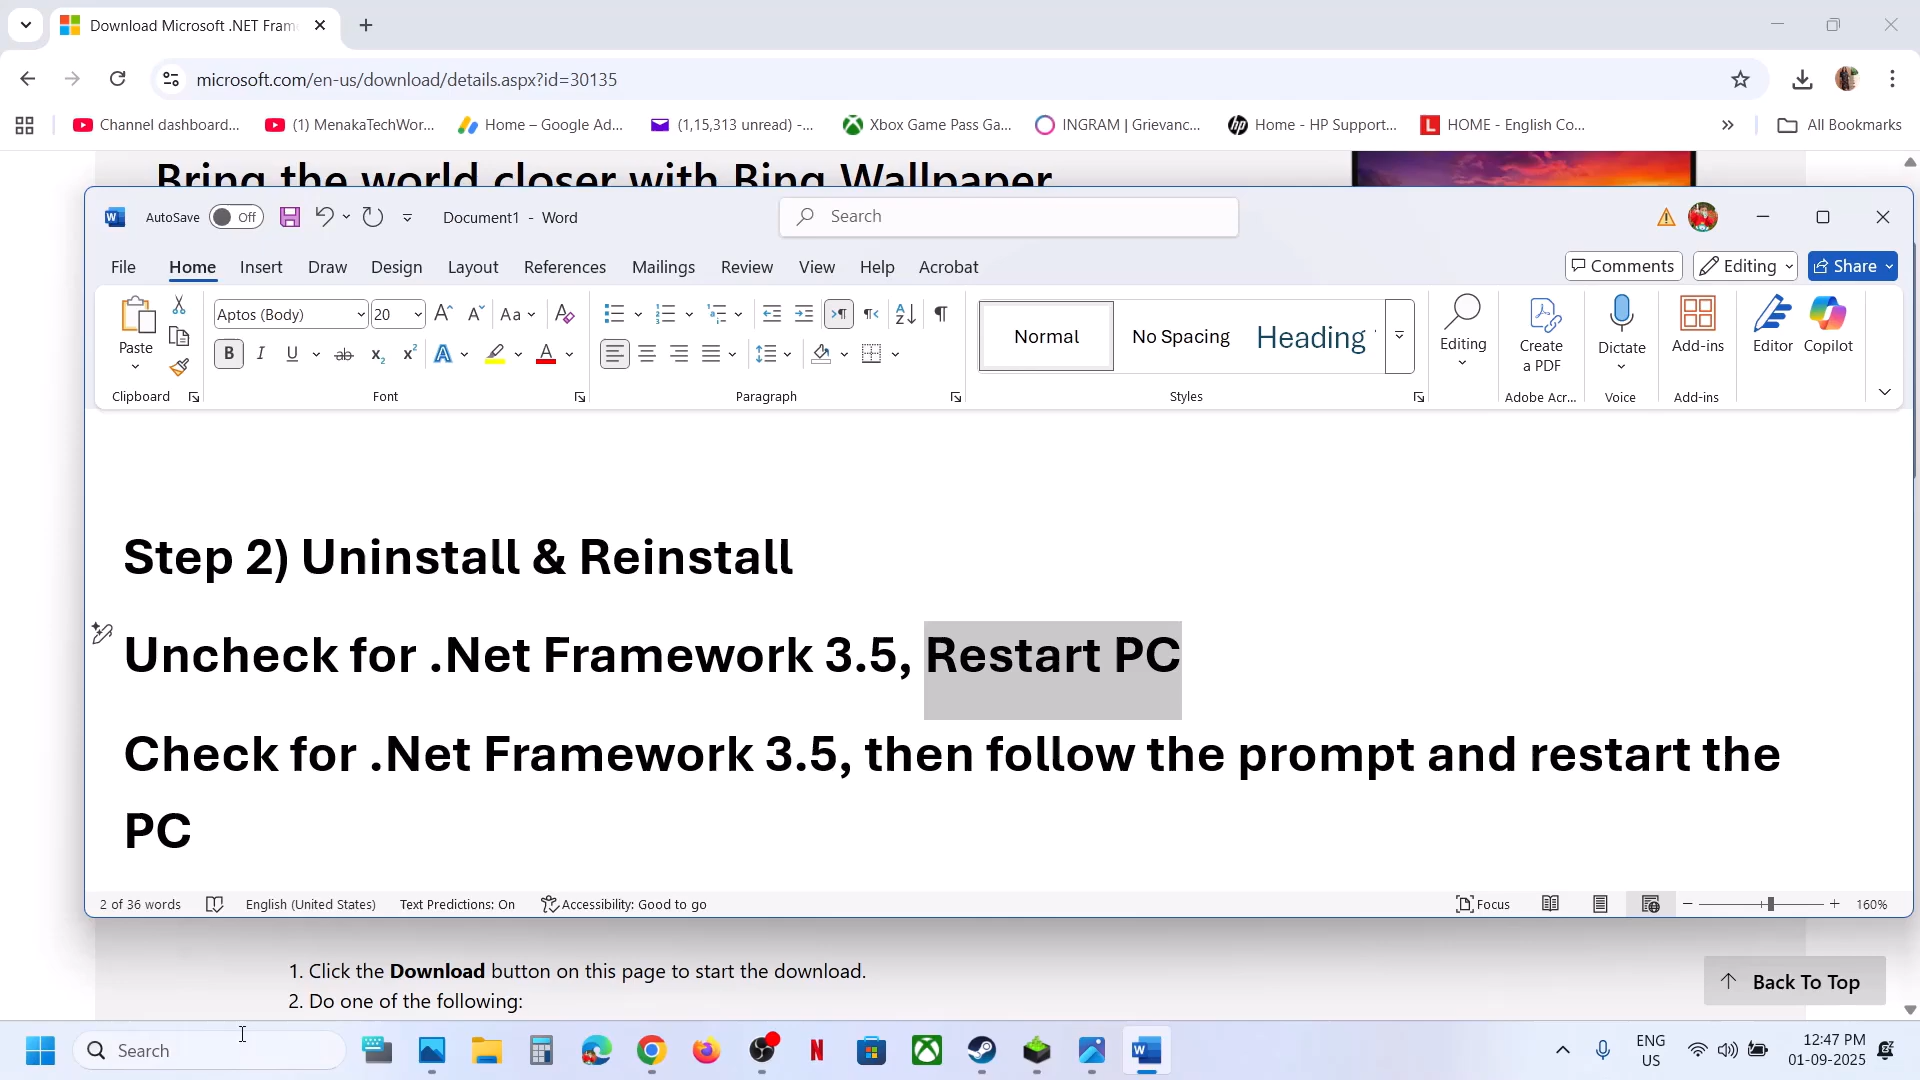 Download Microsoft .NET Fram
microsoft.com/en-us/download/details.aspx?id=30135
Channel dashboard...
(1) MenakaTechWor...
Home – Google Ad...
(1,15,313 unread) -...
Xbox Game Pass Ga...
INGRAM | Grievanc...
Home - HP Support...
HOME - English Co...
All Bookmarks
Bring the world closer with Bing Wallpaper
AutoSave Off
Document1 - Word
Search
File Home Insert Draw Design Layout References Mailings Review View Help Acrobat
Comments Editing Share
Paste
Aptos (Body) 20
Normal
No Spacing
Heading
Editing
Create a PDF
Dictate
Add-ins
Editor
Copilot
Clipboard
Font
Paragraph
Styles
Adobe Acr...
Voice
Add-ins
Step 2) Uninstall & Reinstall
Uncheck for .Net Framework 3.5, Restart PC
Check for .Net Framework 3.5, then follow the prompt and restart the
PC
2 of 36 words
English (United States)
Text Predictions: On
Accessibility: Good to go
Focus
160%
1. Click the Download button on this page to start the download.
2. Do one of the following:
Back To Top
Search
ENG
US
12:47 PM
01-09-2025